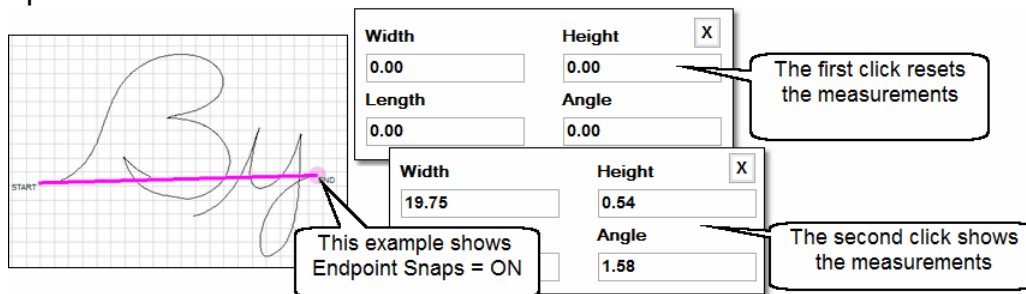 Width Height X
0.00 0.00
Length Angle
0.00 0.00
The first click resets
the measurements
By
START
END
This example shows
Endpoint Snaps = ON
Width Height X
19.75 0.54
Angle
1.58
The second click shows
the measurements